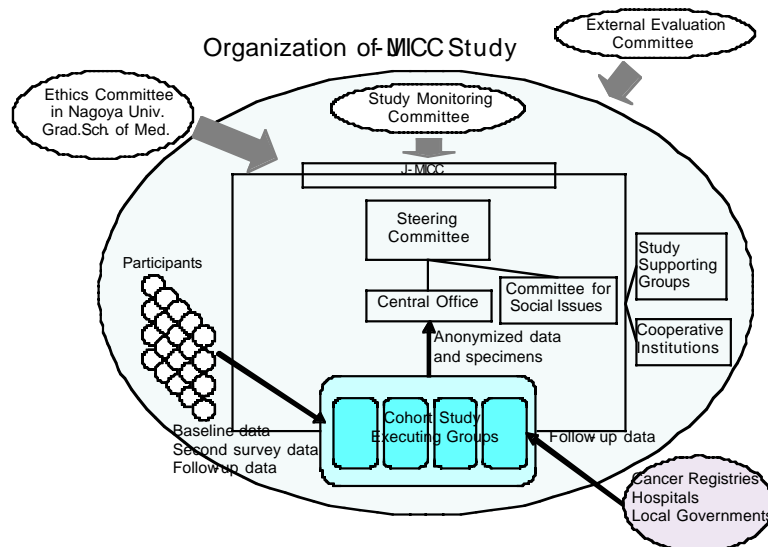 External Evaluation
Committee
Organization of J-MICC Study
Ethics Committee
in Nagoya Univ.
Grad.Sch. of Med.
Study Monitoring
Committee
J-MICC
Steering
Committee
Participants
Study
Supporting
Groups
Central Office
Committee for
Social Issues
Cooperative
Institutions
Anonymized data
and specimens
Cohort Study
Executing Groups
Baseline data
Second survey data
Follow-up data
Follow-up data
Cancer Registries
Hospitals
Local Governments